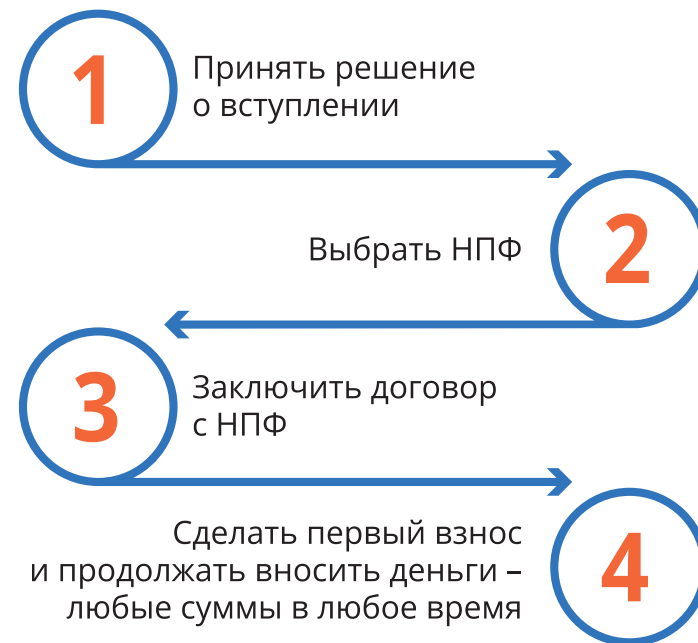 1
Принять решение
о вступлении
2
Выбрать НПФ
3
Заключить договор
с НПФ
4
Сделать первый взнос
и продолжать вносить деньги –
любые суммы в любое время